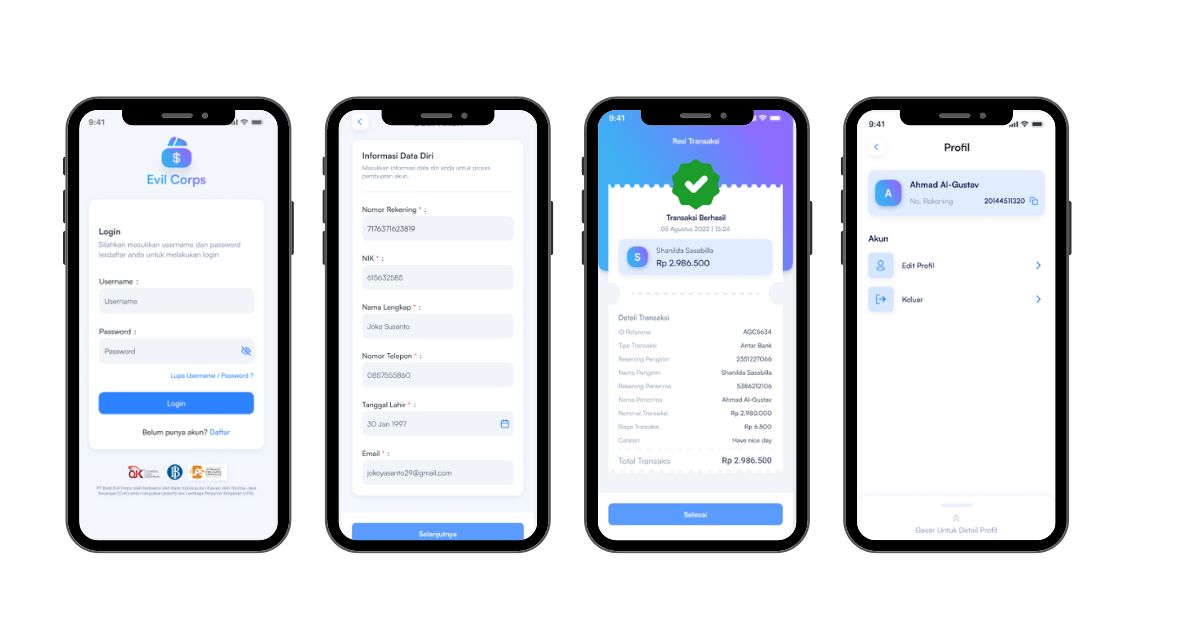 9:41
Evil Corps
Login
Silahkan masukkan username dan password
terdaftar anda untuk melakukan login
Username :
Username
Password :
Password
Lupa Username / Password ?
Login
Belum punya akun? Daftar
PT Bank Evil Corps telah berlisensi oleh Bank Indonesia dan diawasi oleh Otoritas Jasa
Keuangan (OJK) serta merupakan peserta dari Lembaga Penjamin Simpanan (LPS)
Informasi Data Diri
Masukkan informasi data diri anda untuk proses
pembuatan akun.
Nomor Rekening * :
7176371623819
NIK * :
615632585
Nama Lengkap * :
Joko Susanto
Nomor Telepon * :
0857555860
Tanggal Lahir * :
30 Jan 1997
Email * :
jokoyasanto29@gmail.com
Selanjutnya
9:41
Resi Transaksi
Transaksi Berhasil
05 Agustus 2022 | 15:24
S
Shanilda Sasabilla
Rp 2.986.500
Detail Transaksi
ID Referensi AGC5634
Tipe Transaksi Antar Bank
Rekening Pengirim 2351227066
Nama Pengirim Shanilda Sasabilla
Rekening Penerima 5386212106
Nama Penerima Ahmad Al-Gustav
Nominal Transaksi Rp 2.980.000
Biaya Transaksi Rp 6.500
Catatan Have nice day
Total Transaksi Rp 2.986.500
Selesai
9:41
Profil
A
Ahmad Al-Gustav
No. Rekening 20144511320
Akun
Edit Profil
Keluar
Geser Untuk Detail Profil